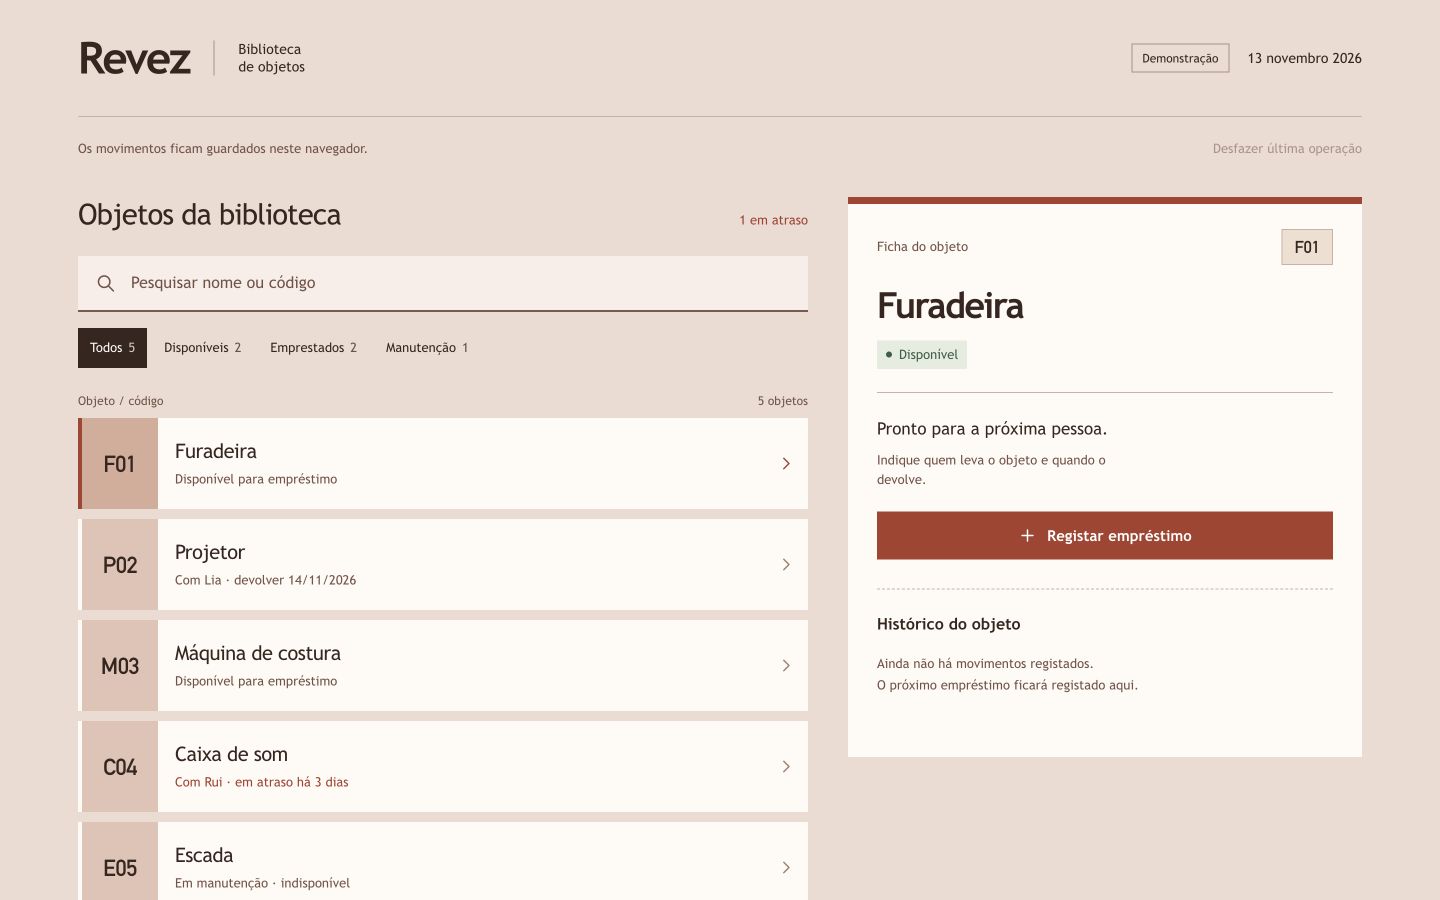 Revez
Biblioteca
de objetos
Demonstração
13 novembro 2026
Os movimentos ficam guardados neste navegador.
Desfazer última operação
Objetos da biblioteca
1 em atraso
Pesquisar nome ou código
Todos 5
Disponíveis 2
Emprestados 2
Manutenção 1
Objeto / código
5 objetos
F01
Furadeira
Disponível para empréstimo
P02
Projetor
Com Lia · devolver 14/11/2026
M03
Máquina de costura
Disponível para empréstimo
C04
Caixa de som
Com Rui · em atraso há 3 dias
E05
Escada
Em manutenção · indisponível
Ficha do objeto
F01
Furadeira
Disponível
Pronto para a próxima pessoa.
Indique quem leva o objeto e quando o
devolve.
Registar empréstimo
Histórico do objeto
Ainda não há movimentos registados.
O próximo empréstimo ficará registado aqui.